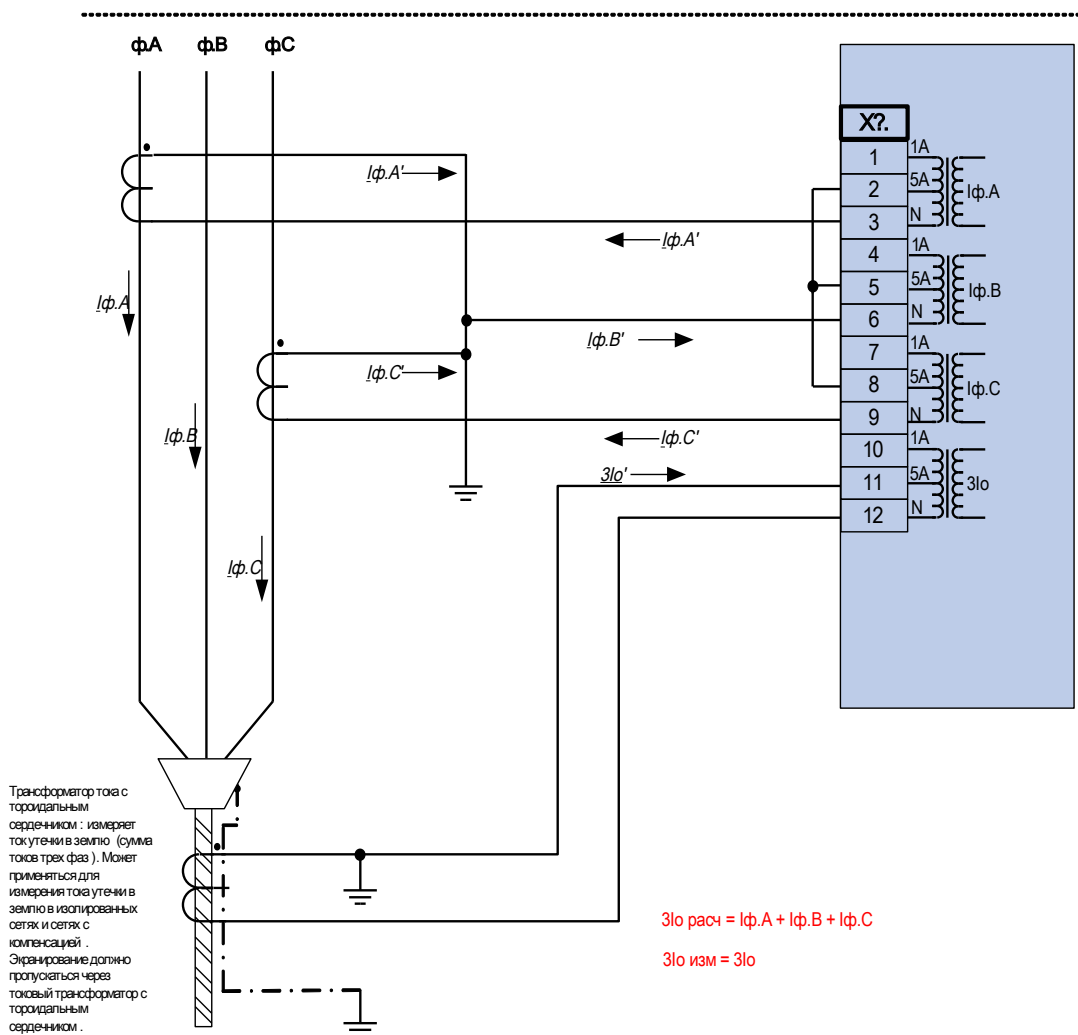 ф.А ф.В ф.С
X?.
1 1A
2 5A Iф.А
3 N
4 1A
5 5A Iф.В
6 N
7 1A
8 5A Iф.С
9 N
10 1A
11 5A 3Io
12 N
Iф.А'
Iф.А'
Iф.А
Iф.В'
Iф.С'
Iф.В
Iф.С'
3Io'
Iф.С
Трансформатор тока с
тороидальным
сердечником : измеряет
ток утечки в землю (сумма
токов трех фаз ). Может
применяться для
измерения тока утечки в
землю в изолированных
сетях и сетях с
компенсацией .
Экранирование должно
пропускаться через
токовый трансформатор с
тороидальным
сердечником .
3Io расч = Iф.А + Iф.В + Iф.С
3Io изм = 3Io